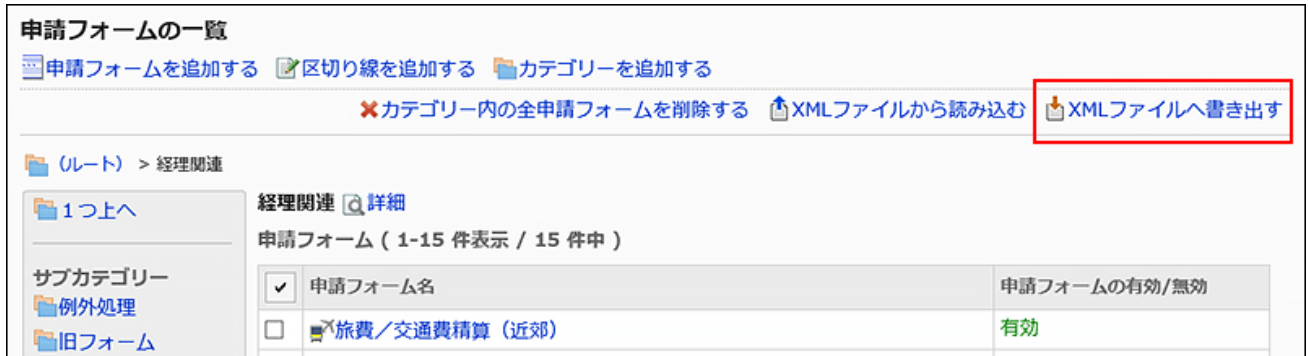 申請フォームの一覧
申請フォームを追加する 区切り線を追加する カテゴリーを追加する
カテゴリー内の全申請フォームを削除する XMLファイルから読み込む XMLファイルへ書き出す
（ルート） > 経理関連
1つ上へ
サブカテゴリー
例外処理
旧フォーム
経理関連 詳細
申請フォーム ( 1-15 件表示 / 15 件中 )
申請フォーム名 申請フォームの有効/無効
旅費／交通費精算（近郊） 有効